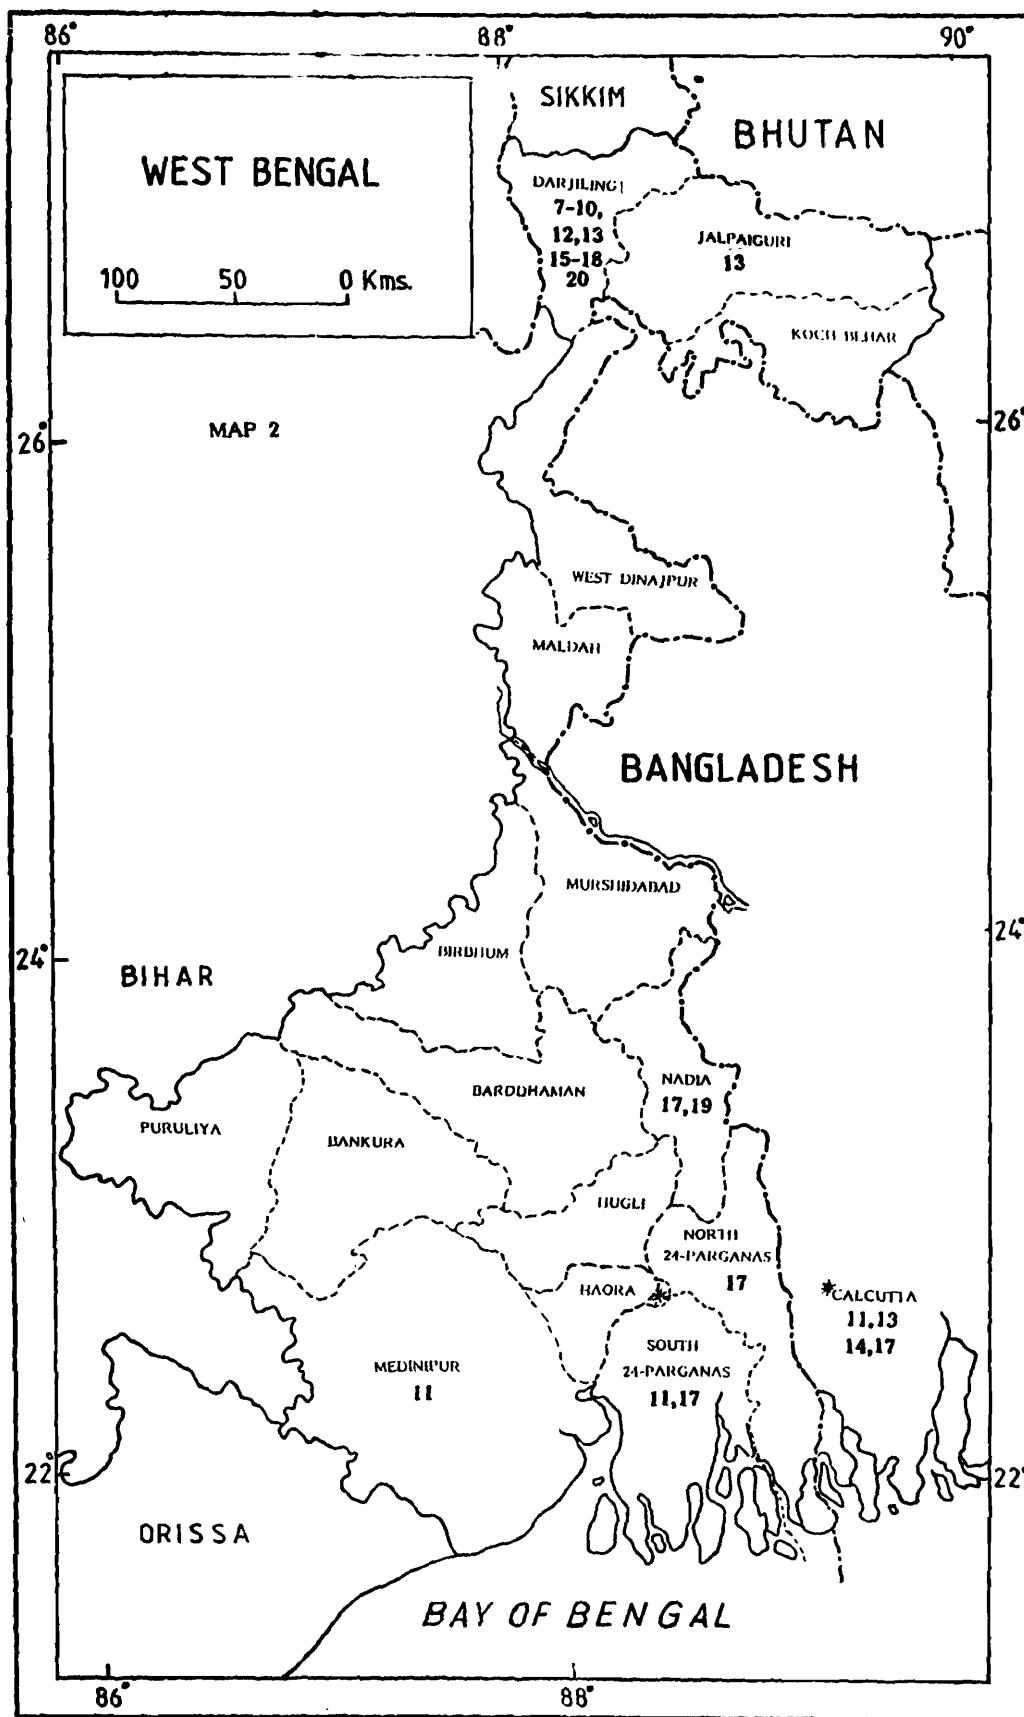 86°
88°
90°
SIKKIM
BHUTAN
WEST BENGAL
100 50 0 Kms.
DARJILING
7-10,
12,13
15-18
20
JALPAIGURI
13
KOCH BEHAR
MAP 2
26°
26°
WEST DINAJPUR
MALDAH
BANGLADESH
MURSHIDABAD
BIRBHUM
24°
24°
BIHAR
NADIA
17,19
BARDDHAMAN
PURULIYA
BANKURA
HUGLI
NORTH
24-PARGANAS
17
HAORA
*CALCUTTA
11,13
14,17
SOUTH
24-PARGANAS
11,17
MEDINIPUR
11
22°
22°
ORISSA
BAY OF BENGAL
86°
88°